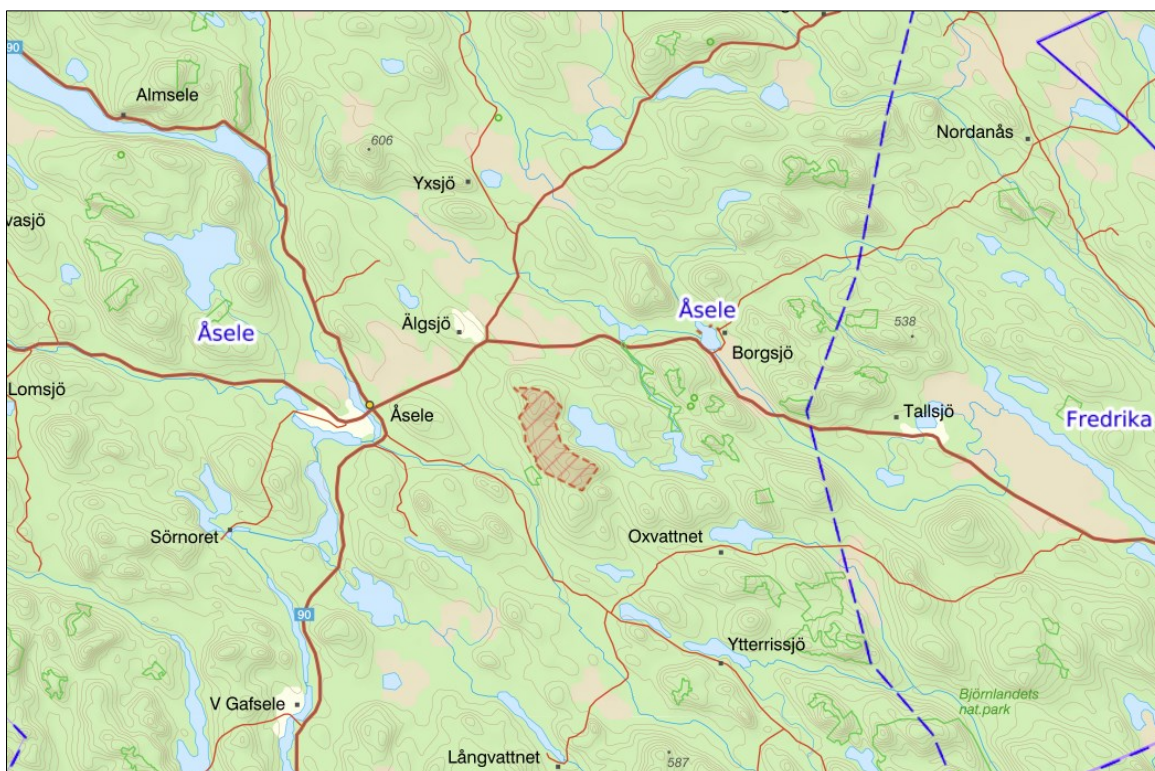 90
Almsele
606
Nordanås
Yxsjö
vasjö
Åsele
Åsele
Älgsjö
538
Borgsjö
Lomsjö
Åsele
Tallsjö
Fredrika
Sörnoret
Oxvattnet
90
Ytterrissjö
V Gafsele
Björnlandets
nat.park
Långvattnet
587